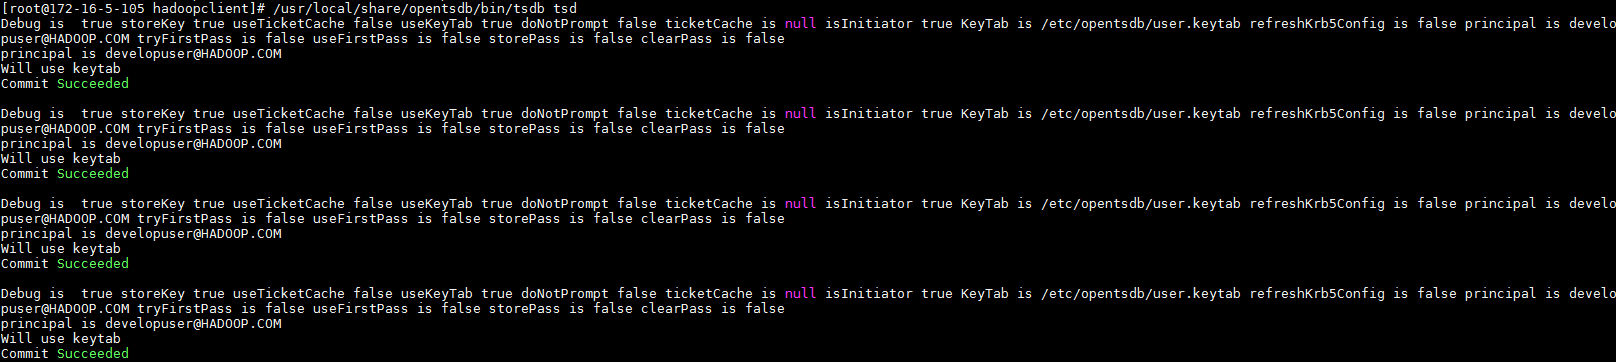 [root@172-16-5-105 hadoopclient]# /usr/local/share/opentsdb/bin/tsdb tsd
Debug is  true storeKey true useTicketCache false useKeyTab true doNotPrompt false ticketCache is null isInitiator true KeyTab is /etc/opentsdb/user.keytab refreshKrb5Config is false principal is develo
puser@HADOOP.COM tryFirstPass is false useFirstPass is false storePass is false clearPass is false
principal is developuser@HADOOP.COM
Will use keytab
Commit Succeeded

Debug is  true storeKey true useTicketCache false useKeyTab true doNotPrompt false ticketCache is null isInitiator true KeyTab is /etc/opentsdb/user.keytab refreshKrb5Config is false principal is develo
puser@HADOOP.COM tryFirstPass is false useFirstPass is false storePass is false clearPass is false
principal is developuser@HADOOP.COM
Will use keytab
Commit Succeeded

Debug is  true storeKey true useTicketCache false useKeyTab true doNotPrompt false ticketCache is null isInitiator true KeyTab is /etc/opentsdb/user.keytab refreshKrb5Config is false principal is develo
puser@HADOOP.COM tryFirstPass is false useFirstPass is false storePass is false clearPass is false
principal is developuser@HADOOP.COM
Will use keytab
Commit Succeeded

Debug is  true storeKey true useTicketCache false useKeyTab true doNotPrompt false ticketCache is null isInitiator true KeyTab is /etc/opentsdb/user.keytab refreshKrb5Config is false principal is develo
puser@HADOOP.COM tryFirstPass is false useFirstPass is false storePass is false clearPass is false
principal is developuser@HADOOP.COM
Will use keytab
Commit Succeeded